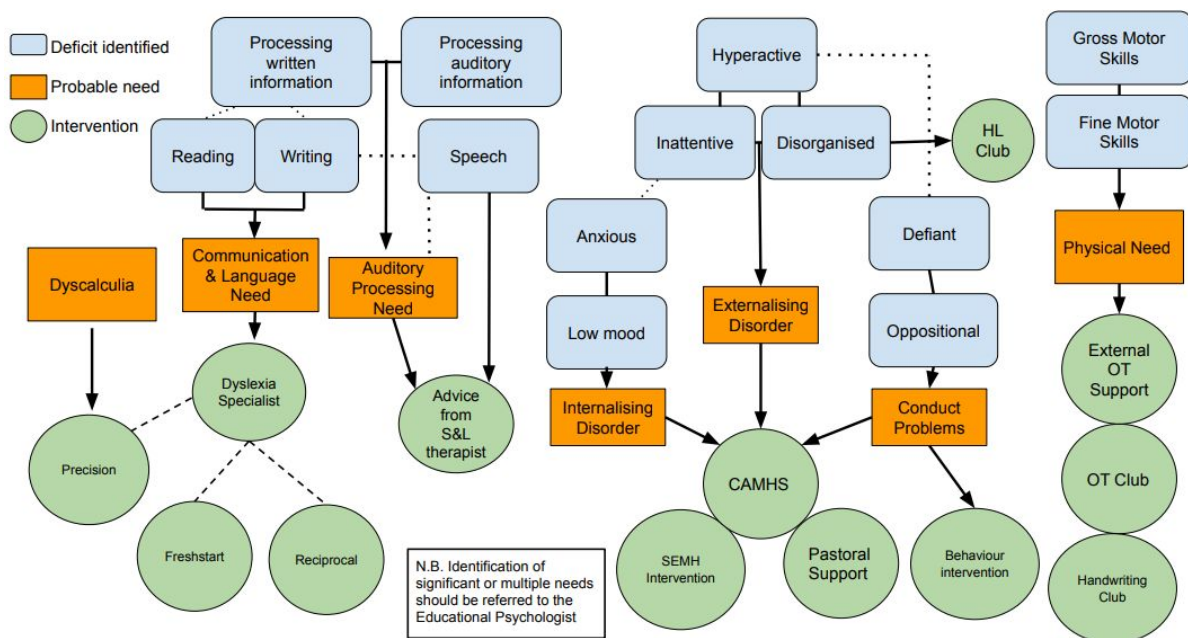 Deficit identified
Probable need
Intervention
Processing
written
information
Processing
auditory
information
Reading
Writing
Speech
Dyscalculia
Communication
& Language
Need
Auditory
Processing
Need
Precision
Dyslexia
Specialist
Freshstart
Reciprocal
Advice
from
S&L
therapist
N.B. Identification of
significant or multiple needs
should be referred to the
Educational Psychologist
Hyperactive
Inattentive
Disorganised
HL
Club
Anxious
Low mood
Internalising
Disorder
Externalising
Disorder
Defiant
Oppositional
Conduct
Problems
CAMHS
SEMH
Intervention
Pastoral
Support
Behaviour
intervention
Gross Motor
Skills
Fine Motor
Skills
Physical Need
External
OT
Support
OT Club
Handwriting
Club